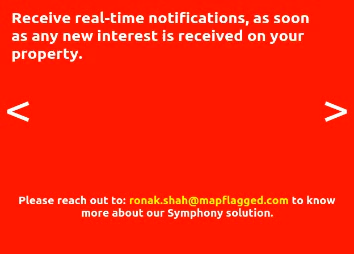 Receive real-time notifications, as soon
as any new interest is received on your
property.
< >
Please reach out to: ronak.shah@mapflagged.com to know
more about our Symphony solution.